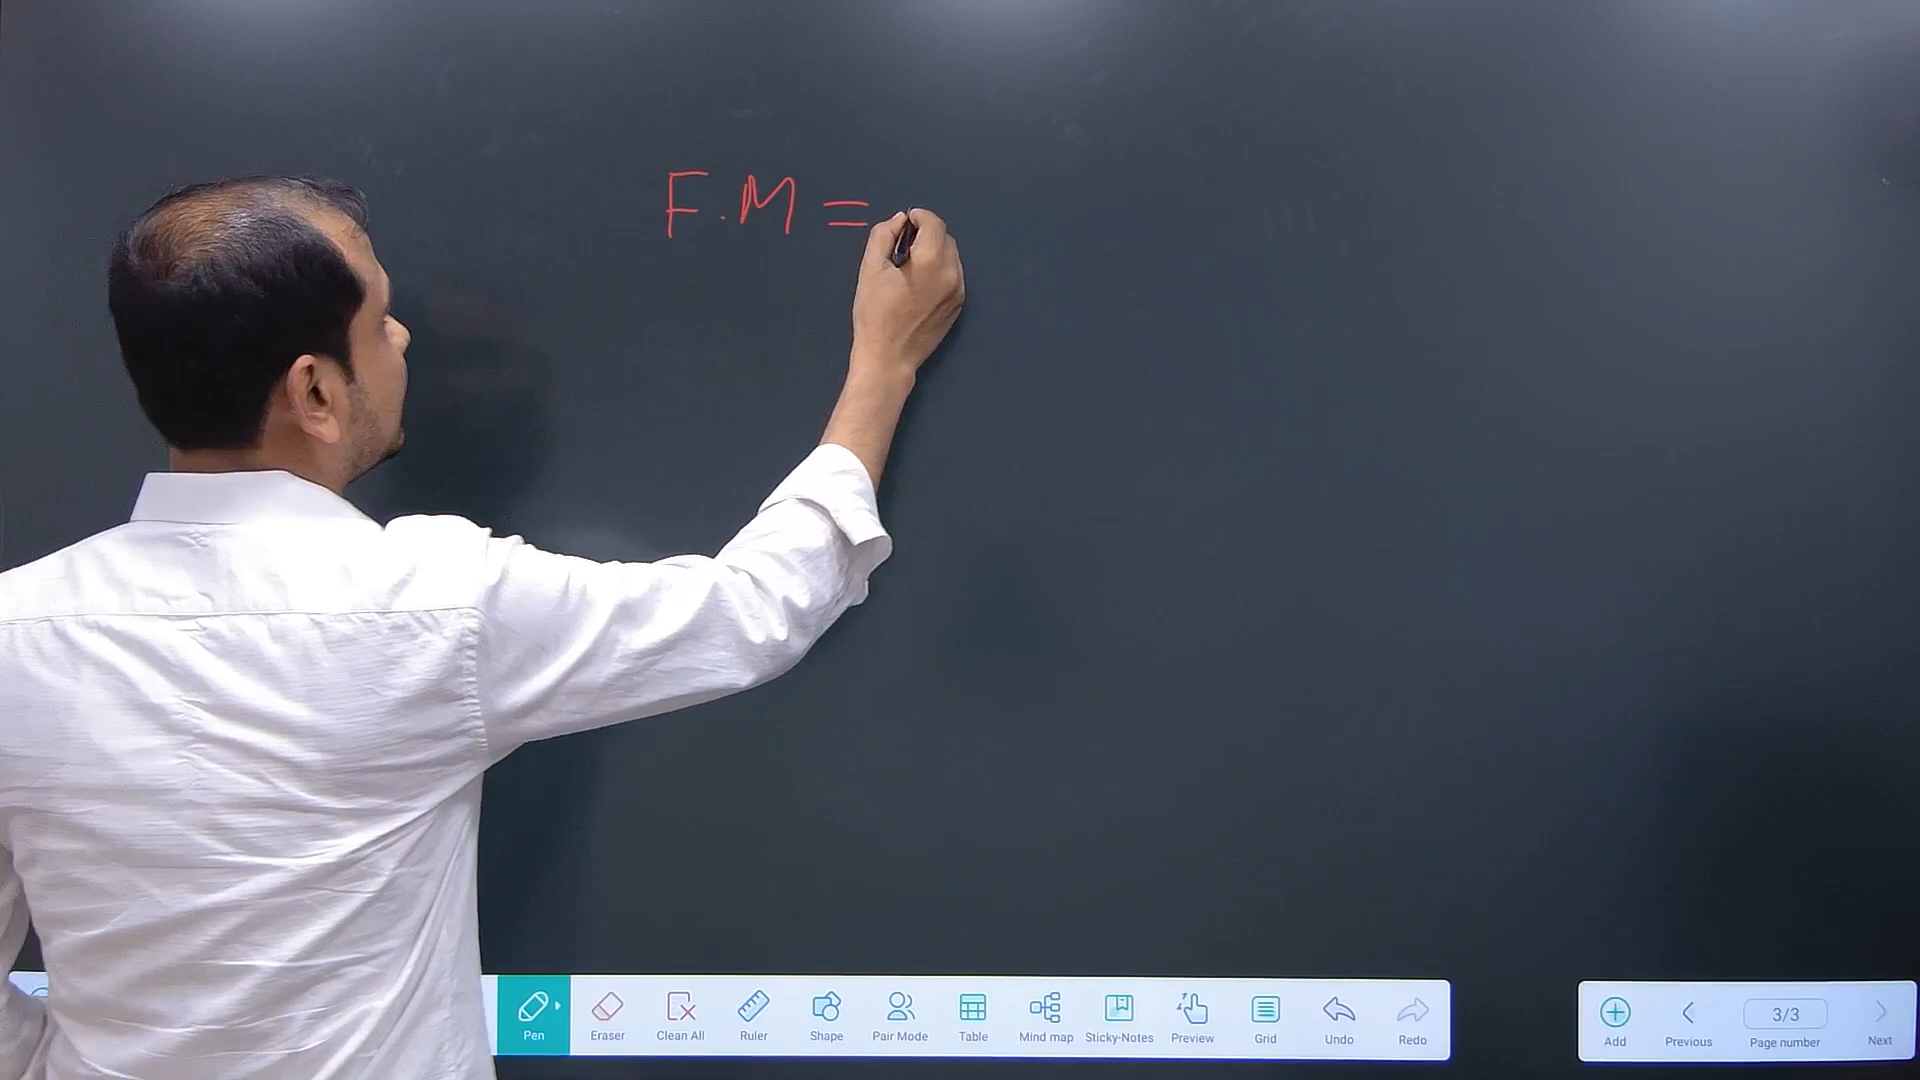 F.M =
Pen Eraser Clean All Ruler Shape Pair Mode Table Mind map Sticky-Notes Preview Grid Undo Redo
3/3
Add Previous Page number Next